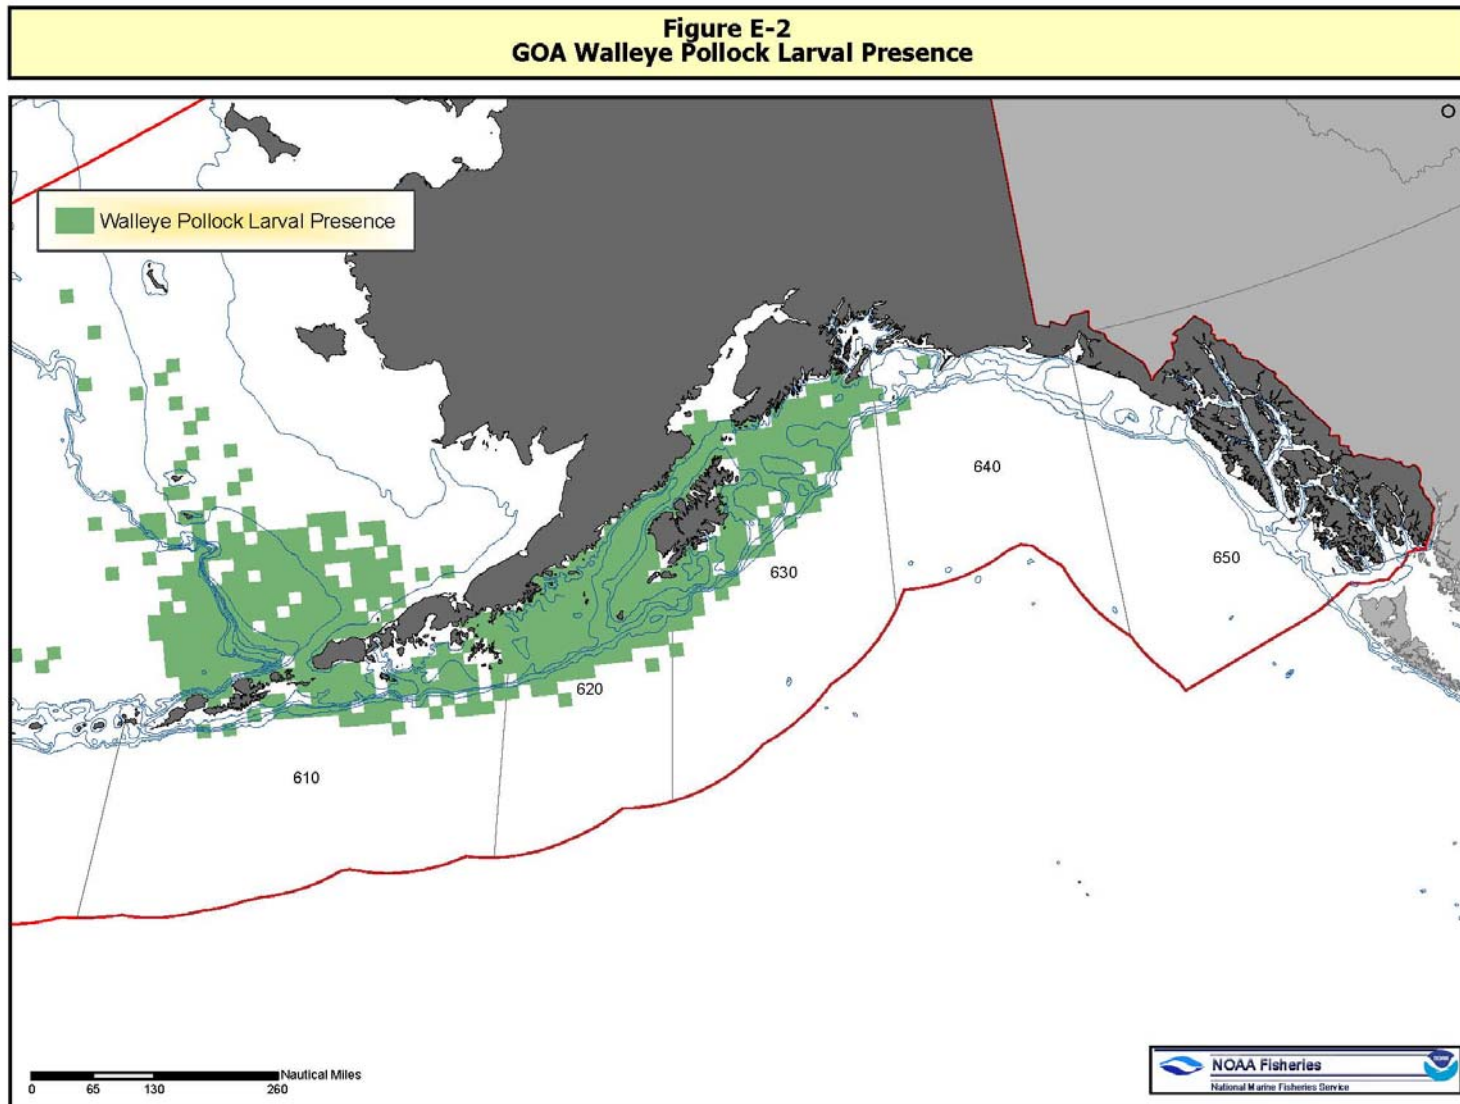 Figure E-2
GOA Walleye Pollock Larval Presence
Walleye Pollock Larval Presence
640
650
630
620
610
Nautical Miles
0 65 130 260
NOAA Fisheries
National Marine Fisheries Service